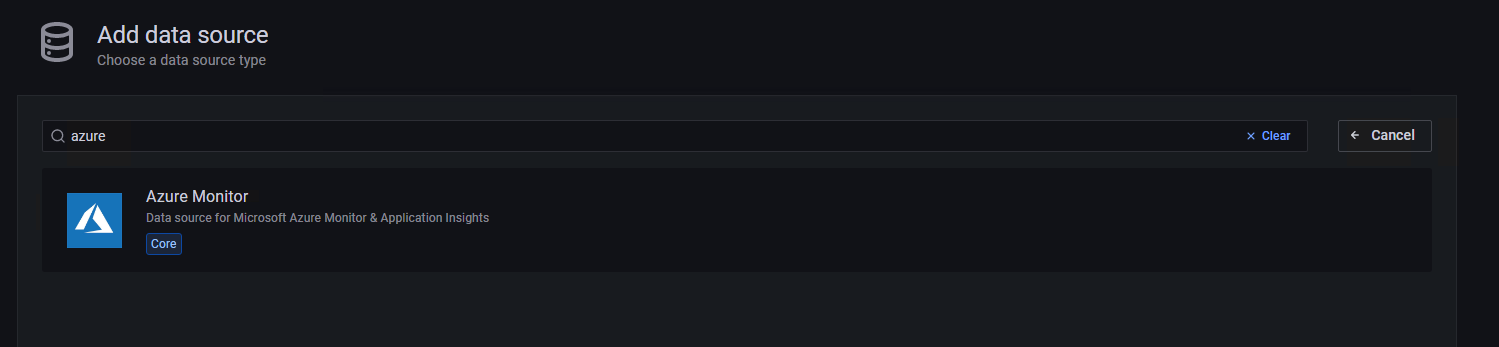 Add data source
Choose a data source type
azure
Clear
Cancel
Azure Monitor
Data source for Microsoft Azure Monitor & Application Insights
Core